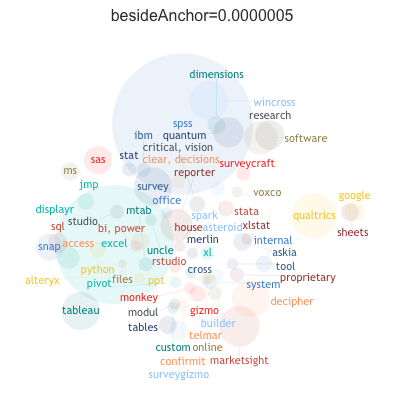 besideAnchor=0.0000005
dimensions
wincross
research
spss
ibm quantum software
critical, vision
stat clear, decisions
sas surveycraft
ms reporter
jmp survey voxco google
office
displayr mtab spark stata qualtrics
studio
sql bi, power house asteroid xlstat sheets
snap access excel merlin internal
uncle xl askia
python rstudio cross tool
alteryx pivot files ppt system proprietary
monkey decipher
tableau modul gizmo
tables builder
telmar
custom online
confirmit marketsight
surveygizmo